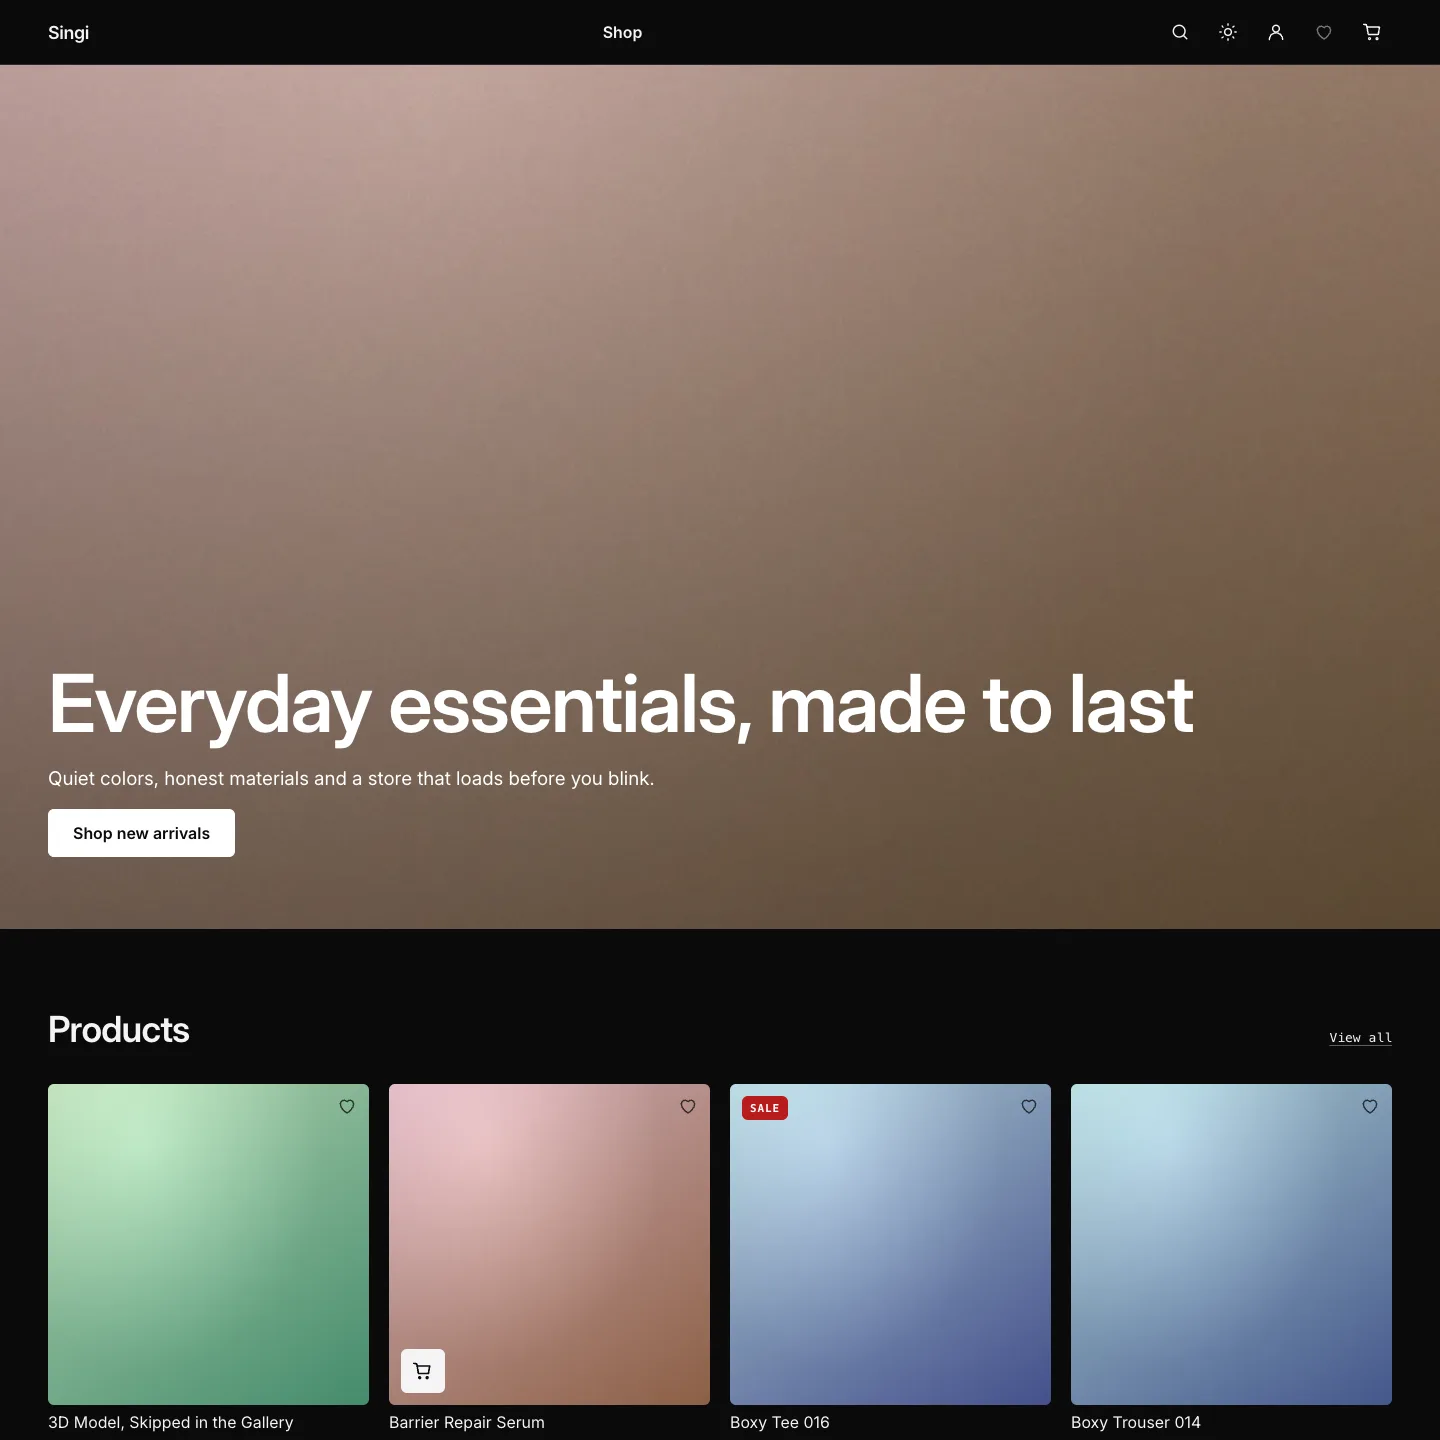 Singi
Shop
Everyday essentials, made to last
Quiet colors, honest materials and a store that loads before you blink.
Shop new arrivals
Products
View all
SALE
3D Model, Skipped in the Gallery
Barrier Repair Serum
Boxy Tee 016
Boxy Trouser 014